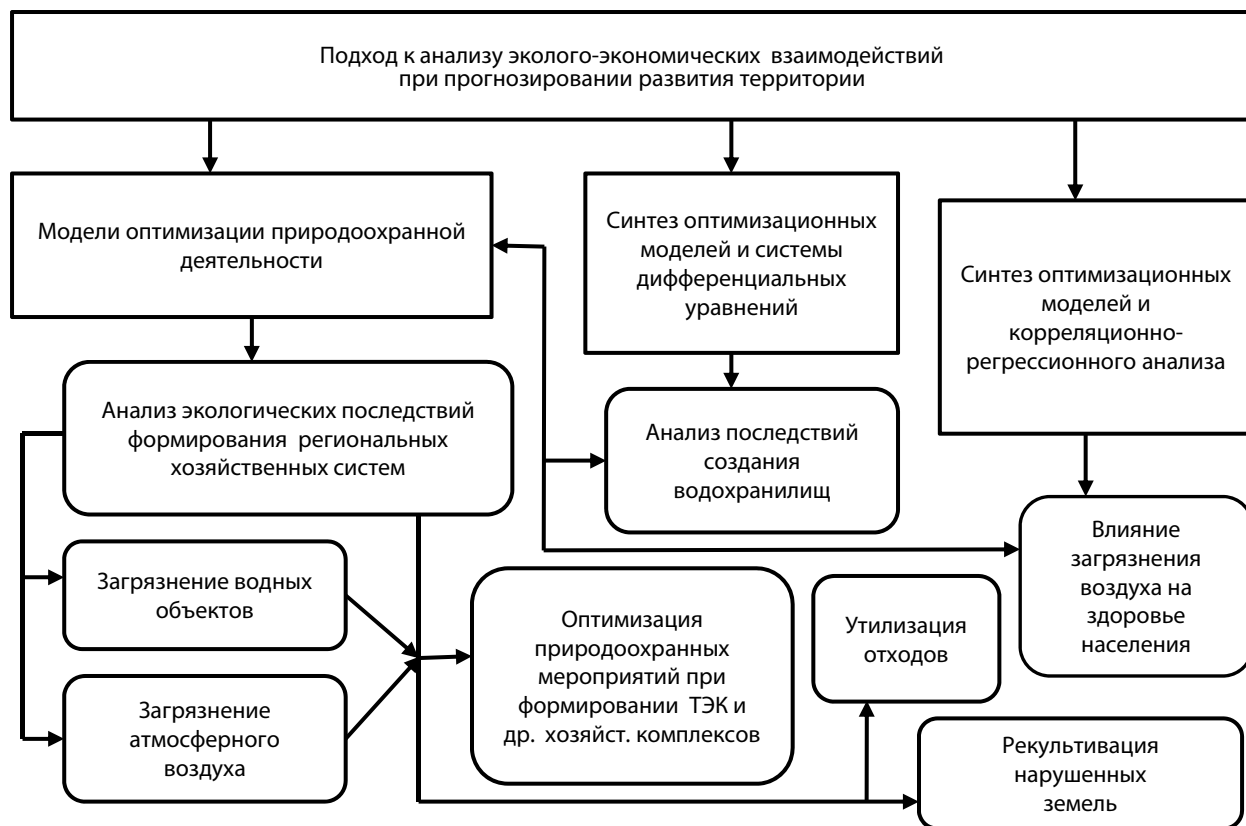 Подход к анализу эколого-экономических взаимодействий
при прогнозировании развития территории
Модели оптимизации природоохранной
деятельности
Синтез оптимизационных
моделей и системы
дифференциальных
уравнений
Синтез оптимизационных
моделей и
корреляционно-
регрессионного анализа
Анализ экологических последствий
формирования региональных
хозяйственных систем
Анализ последствий
создания
водохранилищ
Влияние
загрязнения
воздуха на
здоровье
населения
Загрязнение водных
объектов
Оптимизация
природоохранных
мероприятий при
формировании ТЭК и
др. хозяйст. комплексов
Утилизация
отходов
Загрязнение
атмосферного
воздуха
Рекультивация
нарушенных
земель